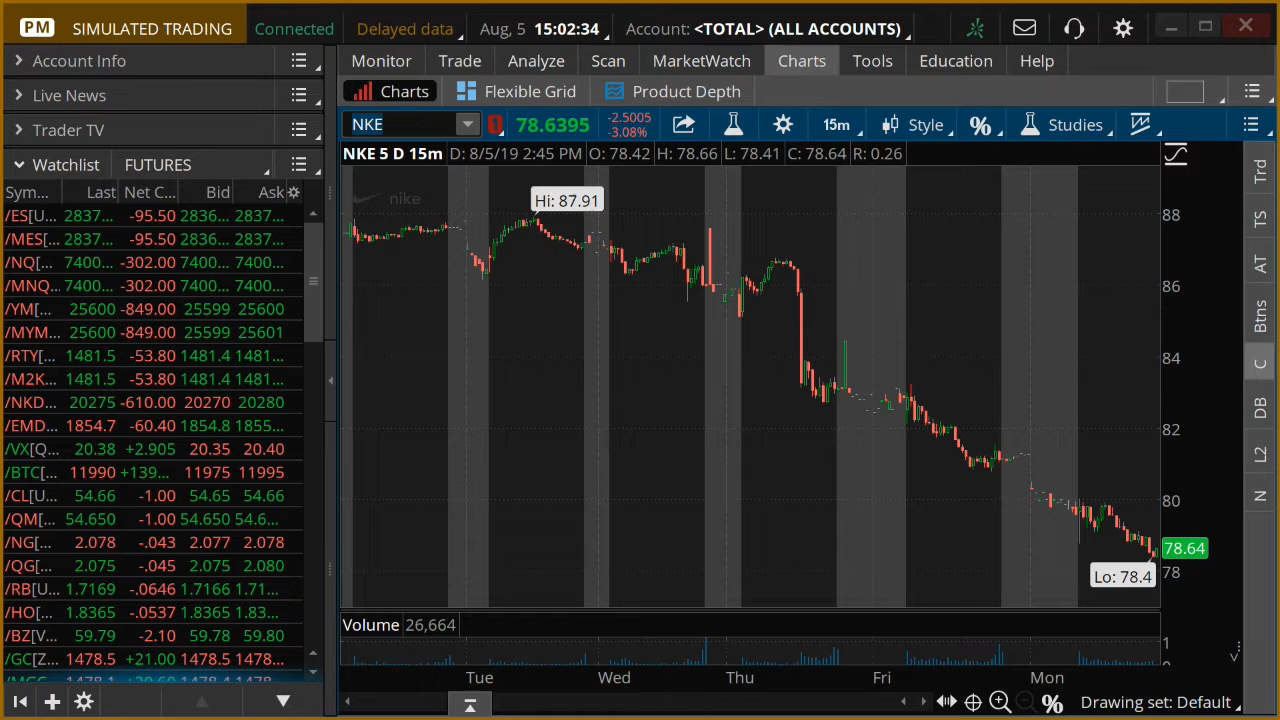 PM SIMULATED TRADING Connected Delayed data Aug, 5 15:02:34 Account: <TOTAL> (ALL ACCOUNTS)
Account Info
Live News
Trader TV
Watchlist FUTURES
Sym... Last Net C... Bid Ask
/ES[U... 2837... -95.50 2836... 2837...
/MES[... 2837... -95.50 2836... 2837...
/NQ[... 7400... -302.00 7400... 7400...
/MNQ... 7400... -302.00 7400... 7400...
/YM[... 25600 -849.00 25599 25600
/MYM... 25600 -849.00 25599 25601
/RTY[... 1481.5 -53.80 1481.4 1481...
/M2K... 1481.5 -53.80 1481.4 1481...
/NKD... 20275 -610.00 20270 20280
/EMD... 1854.7 -60.40 1854.8 1855...
/VX[Q... 20.38 +2.905 20.35 20.40
/BTC[... 11990 +139... 11975 11995
/CL[U... 54.66 -1.00 54.65 54.66
/QM[... 54.650 -1.00 54.650 54.6...
/NG[... 2.078 -.043 2.077 2.078
/QG[... 2.075 -.045 2.075 2.080
/RB[U... 1.7169 -.0646 1.7166 1.71...
/HO[... 1.8365 -.0537 1.8365 1.83...
/BZ[V... 59.79 -2.10 59.78 59.80
/GC[Z... 1478.5 +21.00 1478.5 1478...
Monitor Trade Analyze Scan MarketWatch Charts Tools Education Help
Charts Flexible Grid Product Depth
NKE 1 78.6395 -2.5005 -3.08% 15m Style % Studies
NKE 5 D 15m D: 8/5/19 2:45 PM O: 78.42 H: 78.66 L: 78.41 C: 78.64 R: 0.26
nike
Hi: 87.91
88
86
84
82
80
78.64
78
Lo: 78.4
Volume 26,664
1
0
Tue Wed Thu Fri Mon
% Drawing set: Default
Trd
TS
AT
Btns
C
DB
L2
N